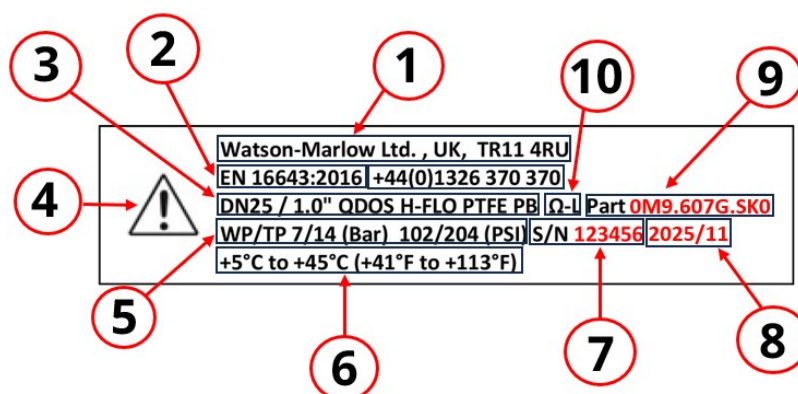 1
2
3
4
5
6
7
8
9
10
Watson-Marlow Ltd. , UK, TR11 4RU
EN 16643:2016 +44(0)1326 370 370
DN25 / 1.0" QDOS H-FLO PTFE PB Ω-L Part 0M9.607G.SK0
WP/TP 7/14 (Bar) 102/204 (PSI) S/N 123456 2025/11
+5°C to +45°C (+41°F to +113°F)